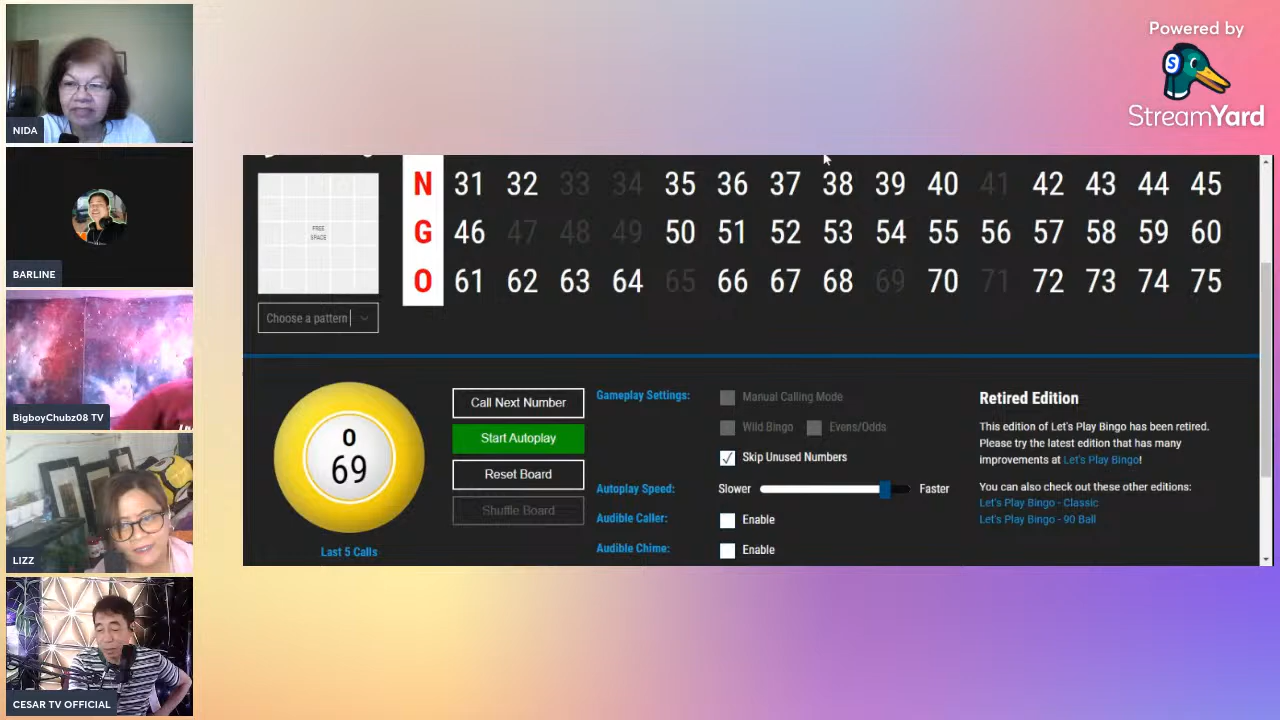 Powered by
StreamYard
NIDA
BARLINE
BigboyChubz08 TV
LIZZ
CESAR TV OFFICIAL
N 31 32 33 34 35 36 37 38 39 40 41 42 43 44 45
G 46 47 48 49 50 51 52 53 54 55 56 57 58 59 60
O 61 62 63 64 65 66 67 68 69 70 71 72 73 74 75
FREE
SPACE
Choose a pattern
O
69
Last 5 Calls
Call Next Number
Start Autoplay
Reset Board
Shuffle Board
Gameplay Settings:
Manual Calling Mode
Wild Bingo Evens/Odds
Skip Unused Numbers
Autoplay Speed: Slower Faster
Audible Caller: Enable
Audible Chime: Enable
Retired Edition
This edition of Let's Play Bingo has been retired.
Please try the latest edition that has many
improvements at Let's Play Bingo!
You can also check out these other editions:
Let's Play Bingo - Classic
Let's Play Bingo - 90 Ball